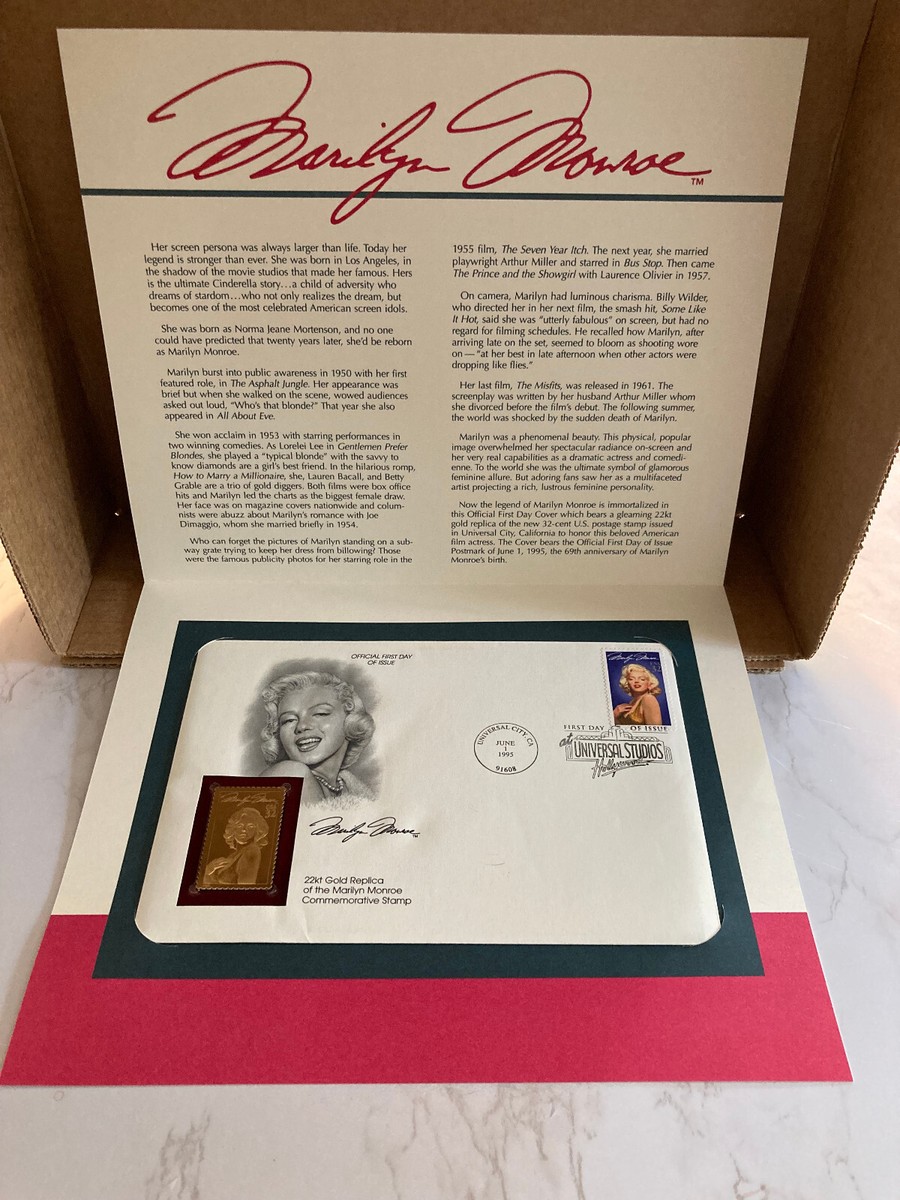 Marilyn Monroe
TM
Her screen persona was always larger than life. Today her
legend is stronger than ever. She was born in Los Angeles, in
the shadow of the movie studios that made her famous. Hers
is the ultimate Cinderella story...a child of adversity who
dreams of stardom...who not only realizes the dream, but
becomes one of the most celebrated American screen idols.
She was born as Norma Jeane Mortenson, and no one
could have predicted that twenty years later, she'd be reborn
as Marilyn Monroe.
Marilyn burst into public awareness in 1950 with her first
featured role, in The Asphalt Jungle. Her appearance was
brief but when she walked on the screen, wowed audiences
asked out loud, "Who's that blonde?" That year she also
appeared in All About Eve.
She won acclaim in 1953 with starring performances in
two winning comedies. As Lorelei Lee in Gentlemen Prefer
Blondes, she played a "typical blonde" with the savvy to
know diamonds are a girl's best friend. In the hilarious romp,
How to Marry a Millionaire, she, Lauren Bacall, and Betty
Grable are a trio of gold diggers. Both films were box office
hits and Marilyn led the charts as the biggest female draw.
Her face was on magazine covers nationwide and colum-
nists were abuzz about Marilyn's romance with Joe
Dimaggio, whom she married briefly in 1954.
Who can forget the pictures of Marilyn standing on a sub-
way grate trying to keep her dress from billowing? Those
were the famous publicity photos for her starring role in the
1955 film, The Seven Year Itch. The next year, she married
playwright Arthur Miller and starred in Bus Stop. Then came
The Prince and the Showgirl with Laurence Olivier in 1957.
On camera, Marilyn had luminous charisma. Billy Wilder,
who directed her in her next film, the smash hit, Some Like
It Hot, said she was "utterly fabulous" on screen, but had no
regard for filming schedules. He recalled how Marilyn, after
arriving late on the set, seemed to bloom as shooting wore
on—"at her best in late afternoon when other actors were
dropping like flies."
Her last film, The Misfits, was released in 1961. The
screenplay was written by her husband Arthur Miller whom
she divorced before the film's debut. The following summer,
the world was shocked by the sudden death of Marilyn.
Marilyn was a phenomenal beauty. This physical, popular
image overwhelmed her spectacular radiance on-screen and
her very real capabilities as a dramatic actress and comedi-
enne. To the world she was the ultimate symbol of glamorous
feminine allure. But adoring fans saw her as a multifaceted
artist projecting a rich, lustrous feminine personality.
Now the legend of Marilyn Monroe is immortalized in
this Official First Day Cover which bears a gleaming 22kt
gold replica of the new 32-cent U.S. postage stamp issued
in Universal City, California to honor this beloved American
film actress. The Cover bears the Official First Day of Issue
Postmark of June 1, 1995, the 69th anniversary of Marilyn
Monroe's birth.
OFFICIAL FIRST DAY
OF ISSUE
Marilyn Monroe
UNIVERSAL CITY, CA
JUNE
1
1995
91608
FIRST DAY OF ISSUE
at
UNIVERSAL STUDIOS
Hollywood
Marilyn Monroe
32
Marilyn Monroe
TM
22kt Gold Replica
of the Marilyn Monroe
Commemorative Stamp